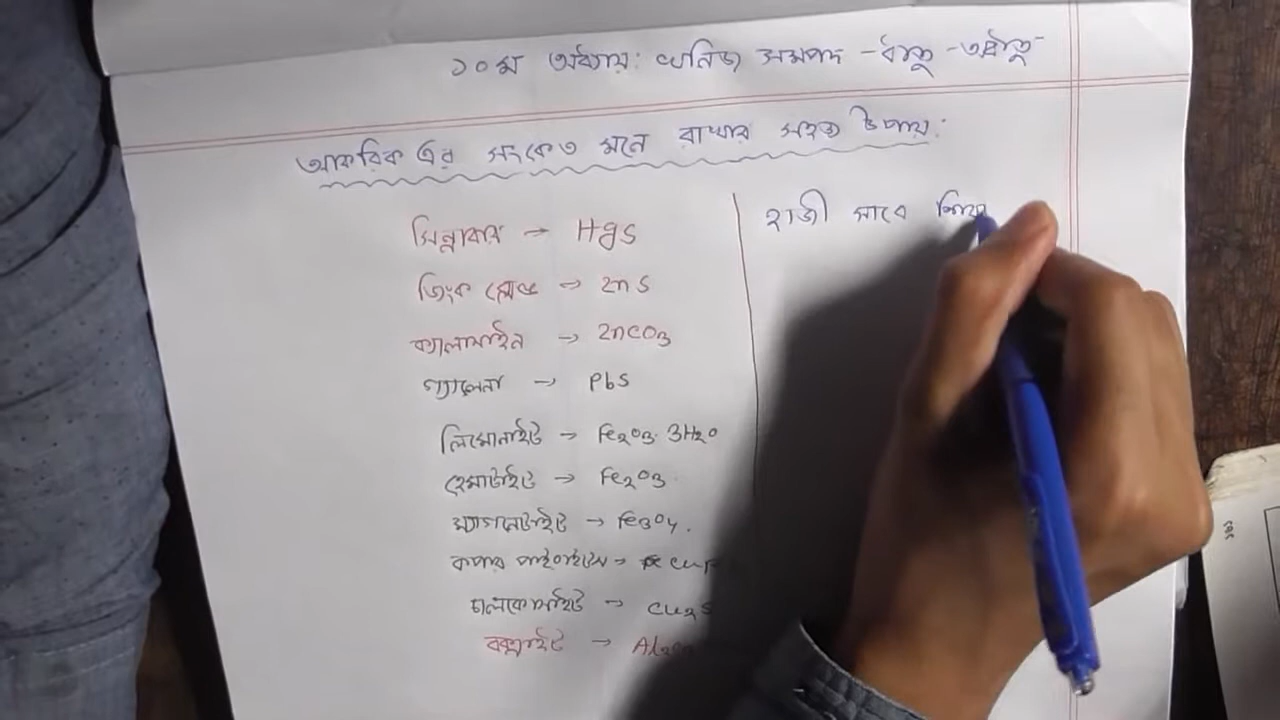 ১০ম অধ্যায়: খনিজ সম্পদ - ধাতু - অধাতু
আকরিক এর সংকেত মনে রাখার সহজ উপায়:
সিন্নাবার → HgS
জিংক ব্লেন্ড → ZnS
ক্যালামাইন → ZnCO3
গ্যালেনা → PbS
লিমোনাইট → Fe2O3. 3H2O
হেমাটাইট → Fe2O3.
ম্যাগনেটাইট → Fe3O4.
কপার পাইরাইটস →
চালকোসাইট → Cu2S
বক্সাইট →
হাজী সাবে